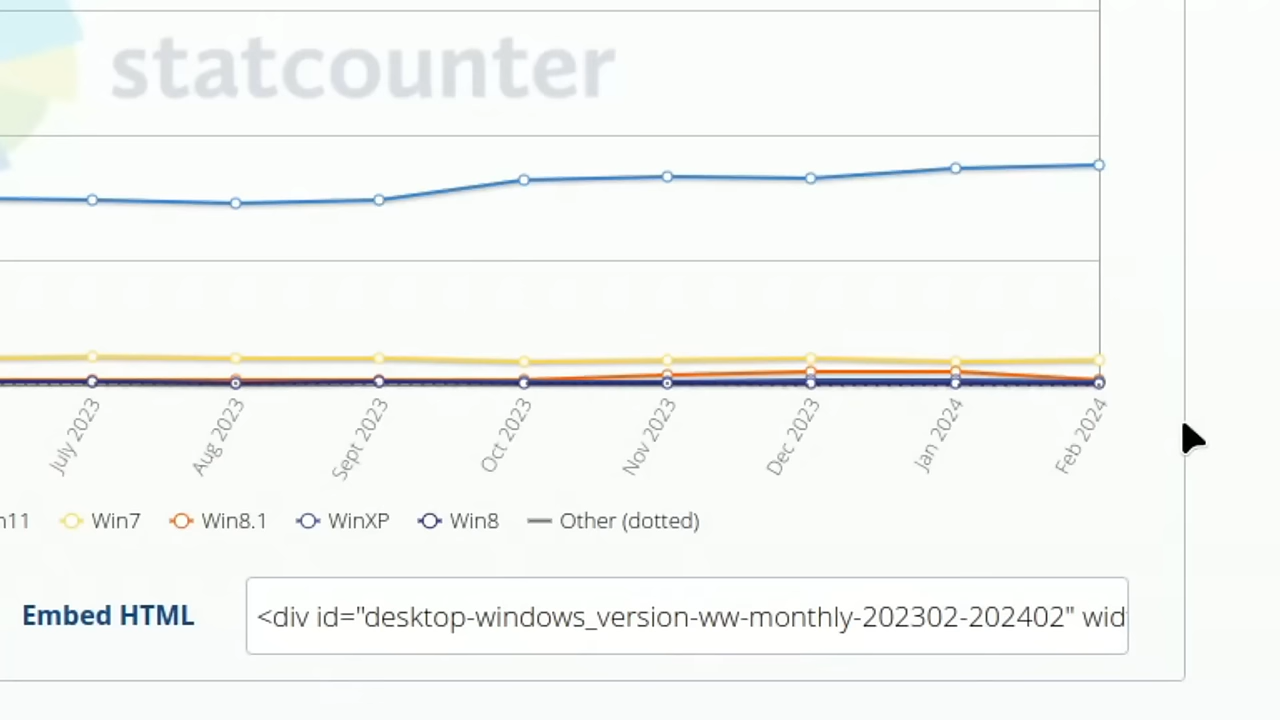 statcounter
July 2023 Aug 2023 Sept 2023 Oct 2023 Nov 2023 Dec 2023 Jan 2024 Feb 2024
n11 Win7 Win8.1 WinXP Win8 Other (dotted)
Embed HTML <div id="desktop-windows_version-ww-monthly-202302-202402" wid